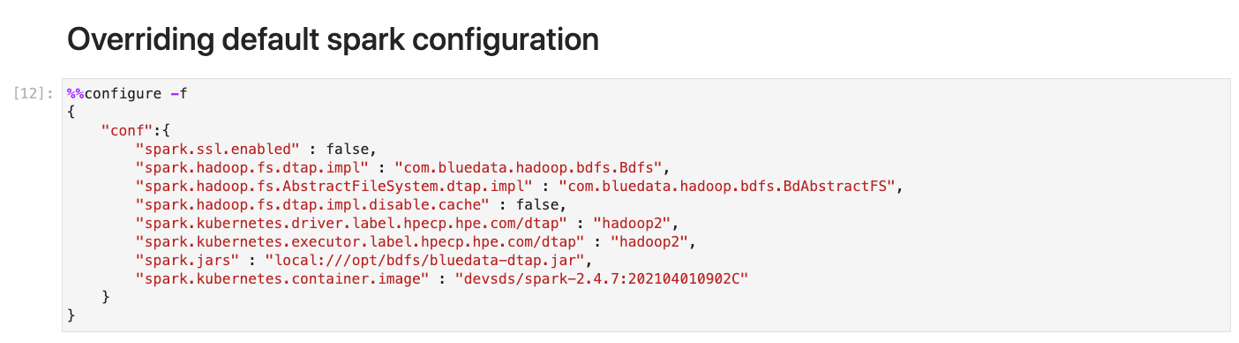 Overriding default spark configuration
[12]: %%configure -f
{
"conf":{
"spark.ssl.enabled" : false,
"spark.hadoop.fs.dtap.impl" : "com.bluedata.hadoop.bdfs.Bdfs",
"spark.hadoop.fs.AbstractFileSystem.dtap.impl" : "com.bluedata.hadoop.bdfs.BdAbstractFS",
"spark.hadoop.fs.dtap.impl.disable.cache" : false,
"spark.kubernetes.driver.label.hpecp.hpe.com/dtap" : "hadoop2",
"spark.kubernetes.executor.label.hpecp.hpe.com/dtap" : "hadoop2",
"spark.jars" : "local:///opt/bdfs/bluedata-dtap.jar",
"spark.kubernetes.container.image" : "devsds/spark-2.4.7:202104010902C"
}
}